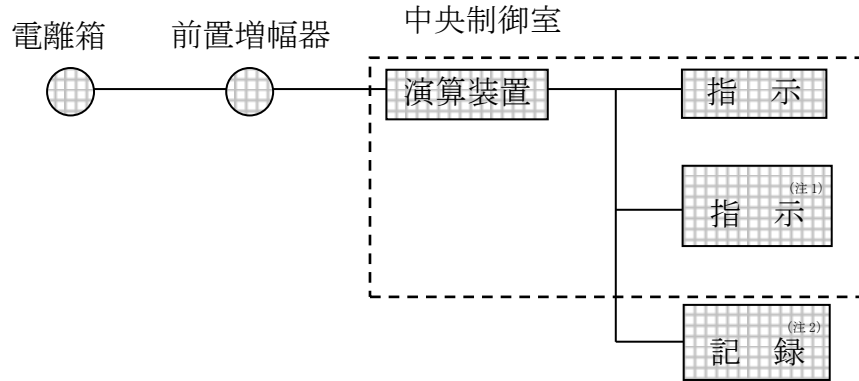 中央制御室
電離箱
前置増幅器
演算装置
指 示
(注1)
指 示
(注2)
記 録